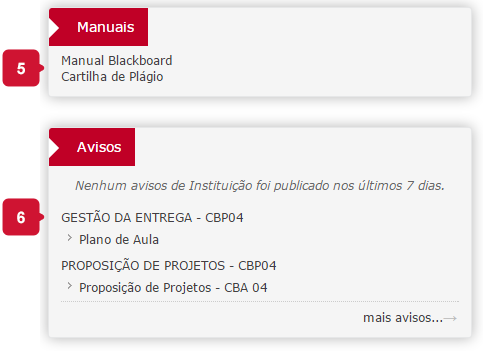 Manuais
5
Manual Blackboard
Cartilha de Plágio
Avisos
Nenhum avisos de Instituição foi publicado nos últimos 7 dias.
6
GESTÃO DA ENTREGA - CBP04
Plano de Aula
PROPOSIÇÃO DE PROJETOS - CBP04
Proposição de Projetos - CBA 04
mais avisos...→